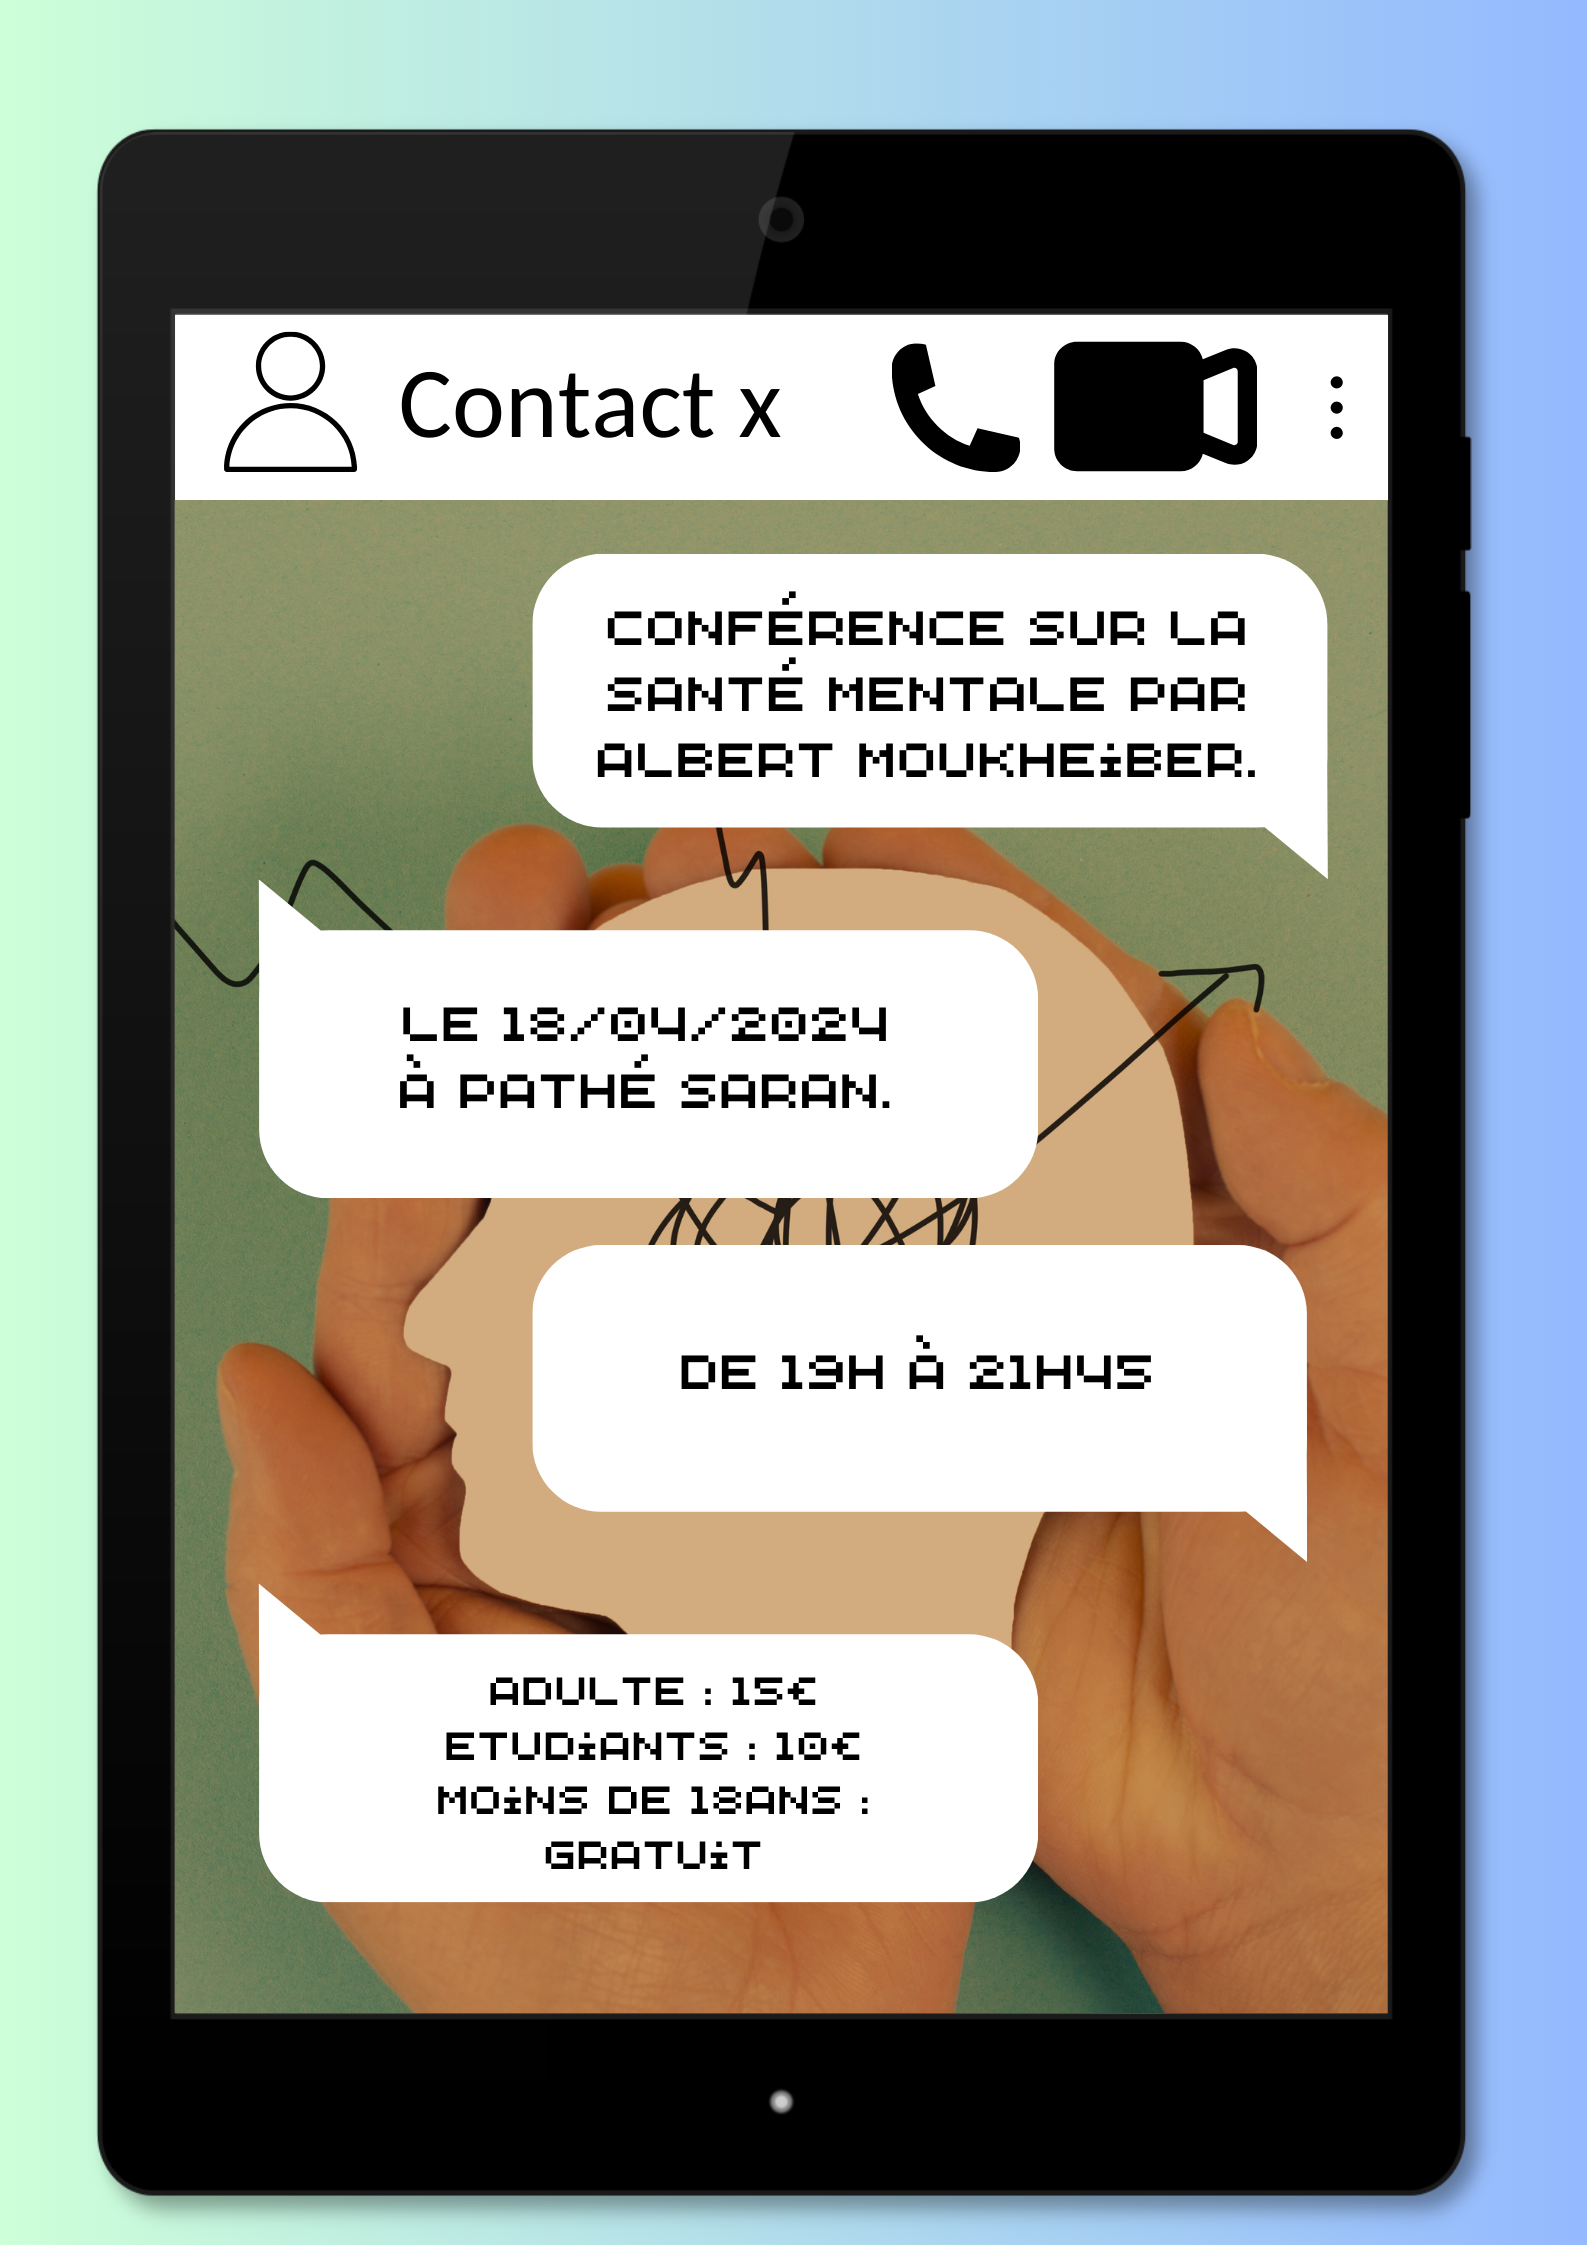 Contact x
CONFÉRENCE SUR LA
SANTÉ MENTALE PAR
ALBERT MOUKHEiBER.
LE 18/04/2024
À PATHÉ SARAN.
DE 19H À 21H45
ADULTE : 15€
ETUDiANTS : 10€
MOiNS DE 18ANS :
GRATUiT